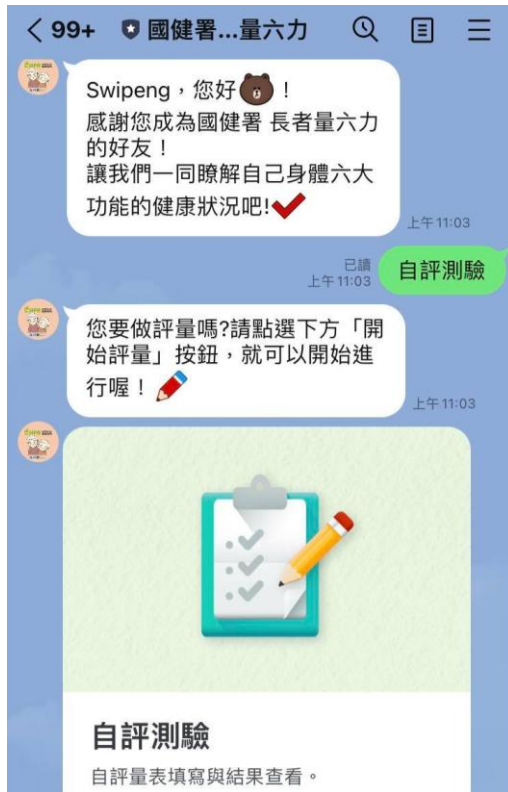 99+ 國健署...量六力
Swipeng，您好！
感謝您成為國健署 長者量六力
的好友！
讓我們一同瞭解自己身體六大
功能的健康狀況吧!
上午11:03
已讀
上午11:03
自評測驗
您要做評量嗎?請點選下方「開
始評量」按鈕，就可以開始進
行喔！
上午11:03
自評測驗
自評量表填寫與結果查看。